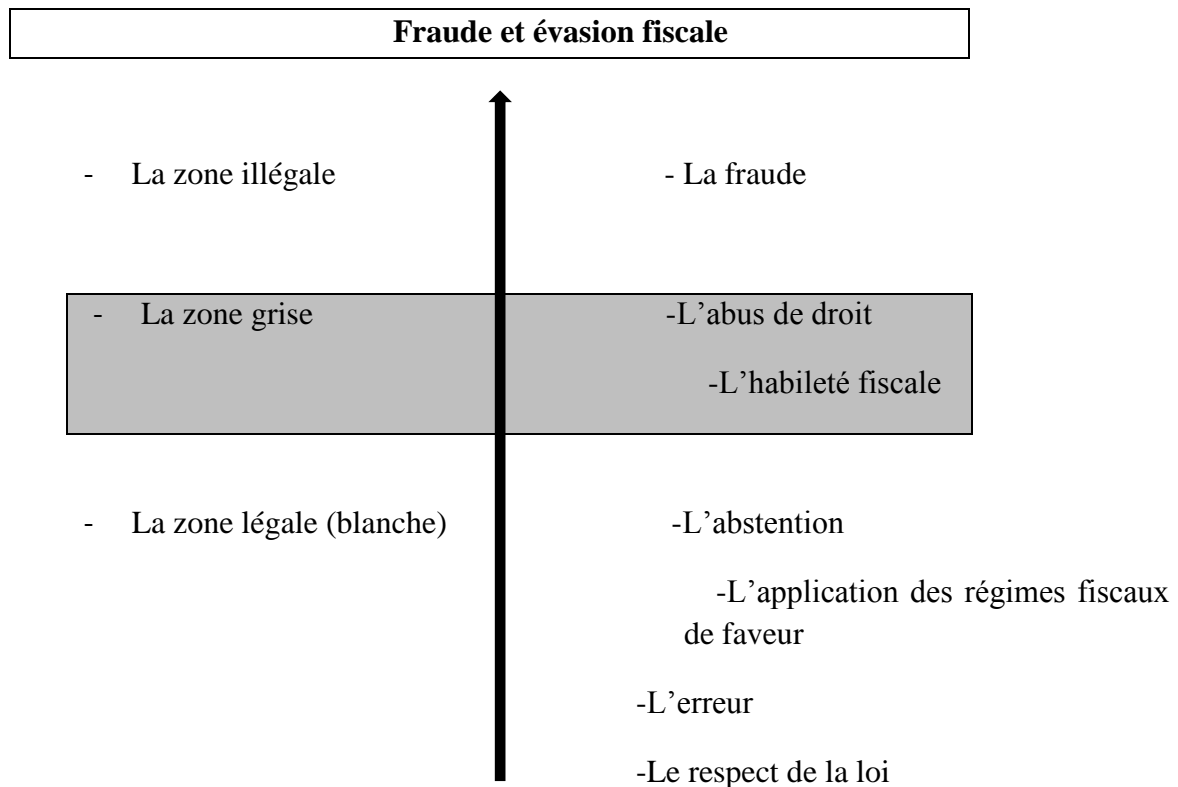 Fraude et évasion fiscale
- La zone illégale
- La fraude
- La zone grise
-L’abus de droit
-L’habileté fiscale
- La zone légale (blanche)
-L’abstention
-L’application des régimes fiscaux
de faveur
-L’erreur
-Le respect de la loi